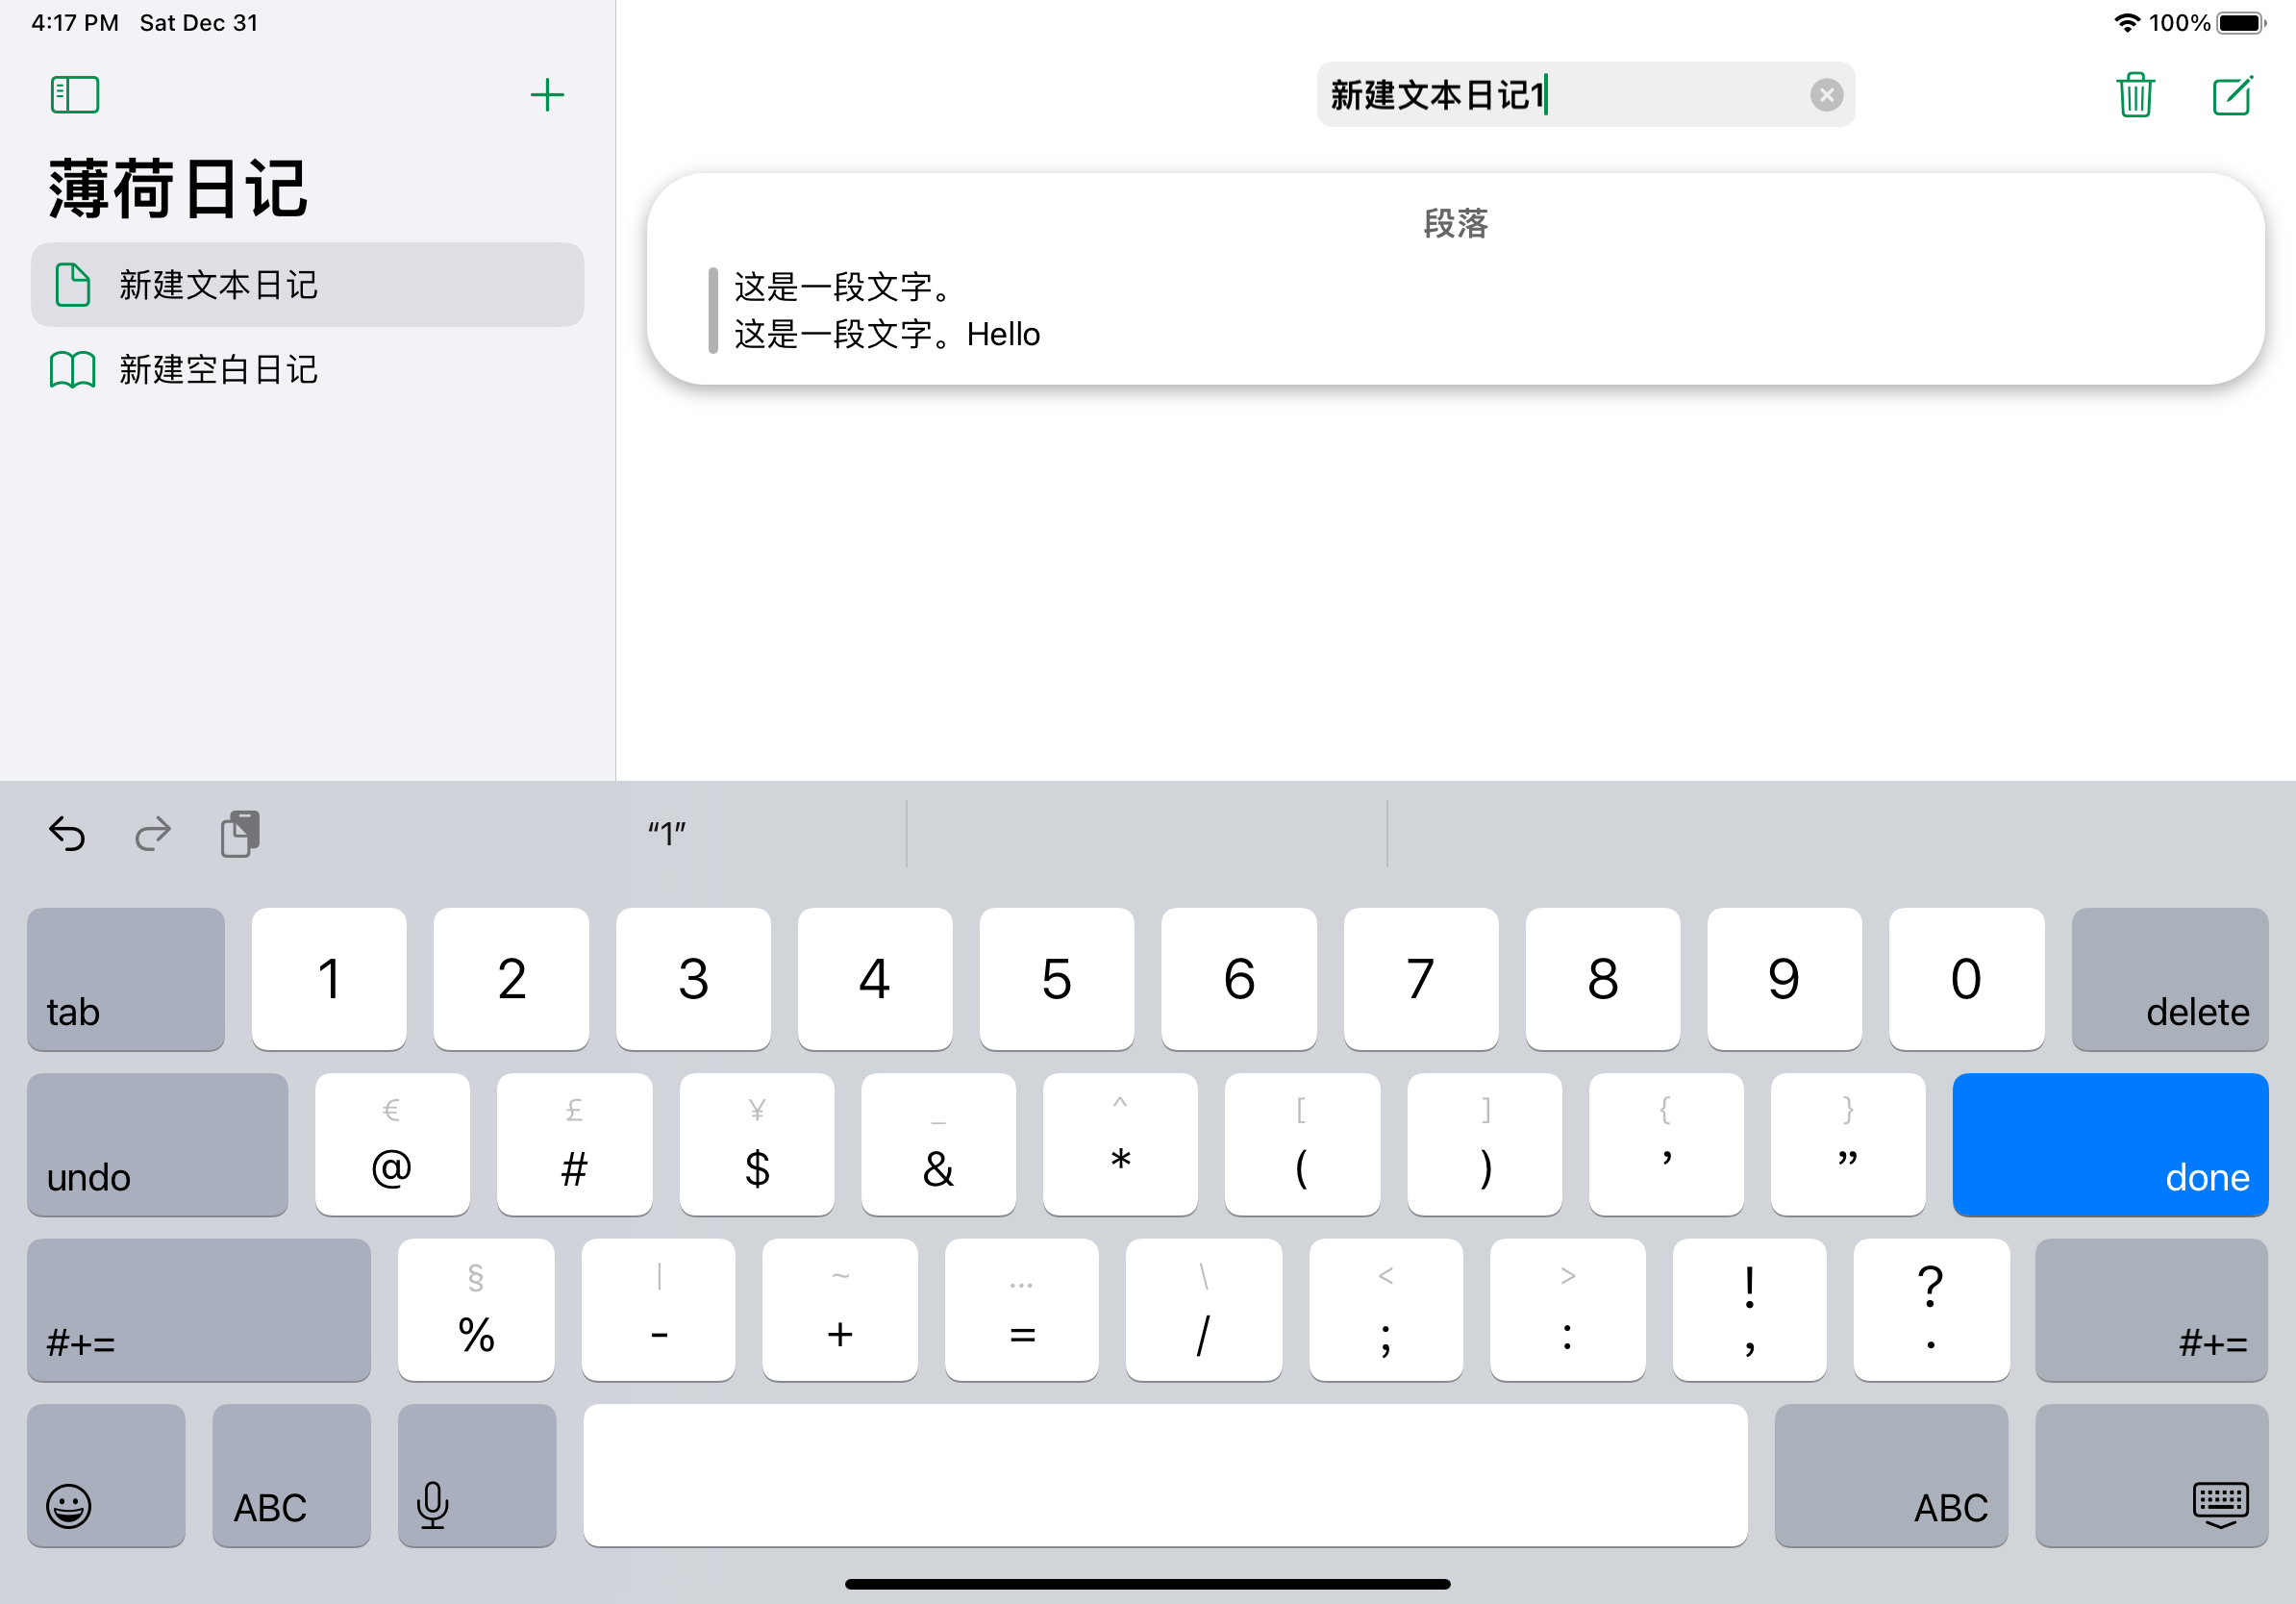 4:17 PM Sat Dec 31
100%
新建文本日记1
薄荷日记
新建文本日记
新建空白日记
段落
这是一段文字。
这是一段文字。Hello
“1”
tab 1 2 3 4 5 6 7 8 9 0 delete
€ £ ¥ _ ^ [ ] { }
undo @ # $ & * ( ) ’ ” done
§ | ~ … \ < > ! ?
#+= % - + = / ; : , . #+=
ABC ABC